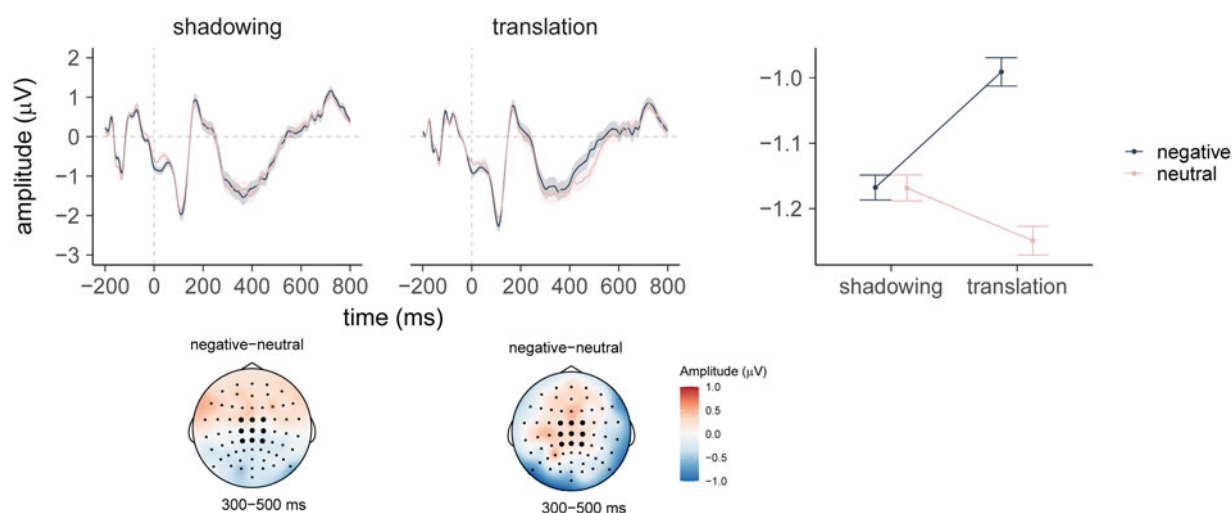 shadowing
translation
amplitude (μV)
2
1
0
−1
−2
−3
−200 0 200 400 600 800
−200 0 200 400 600 800
time (ms)
−1.0
−1.1
−1.2
shadowing translation
negative
neutral
negative−neutral
300−500 ms
negative−neutral
300−500 ms
Amplitude (μV)
1.0
0.5
0.0
−0.5
−1.0